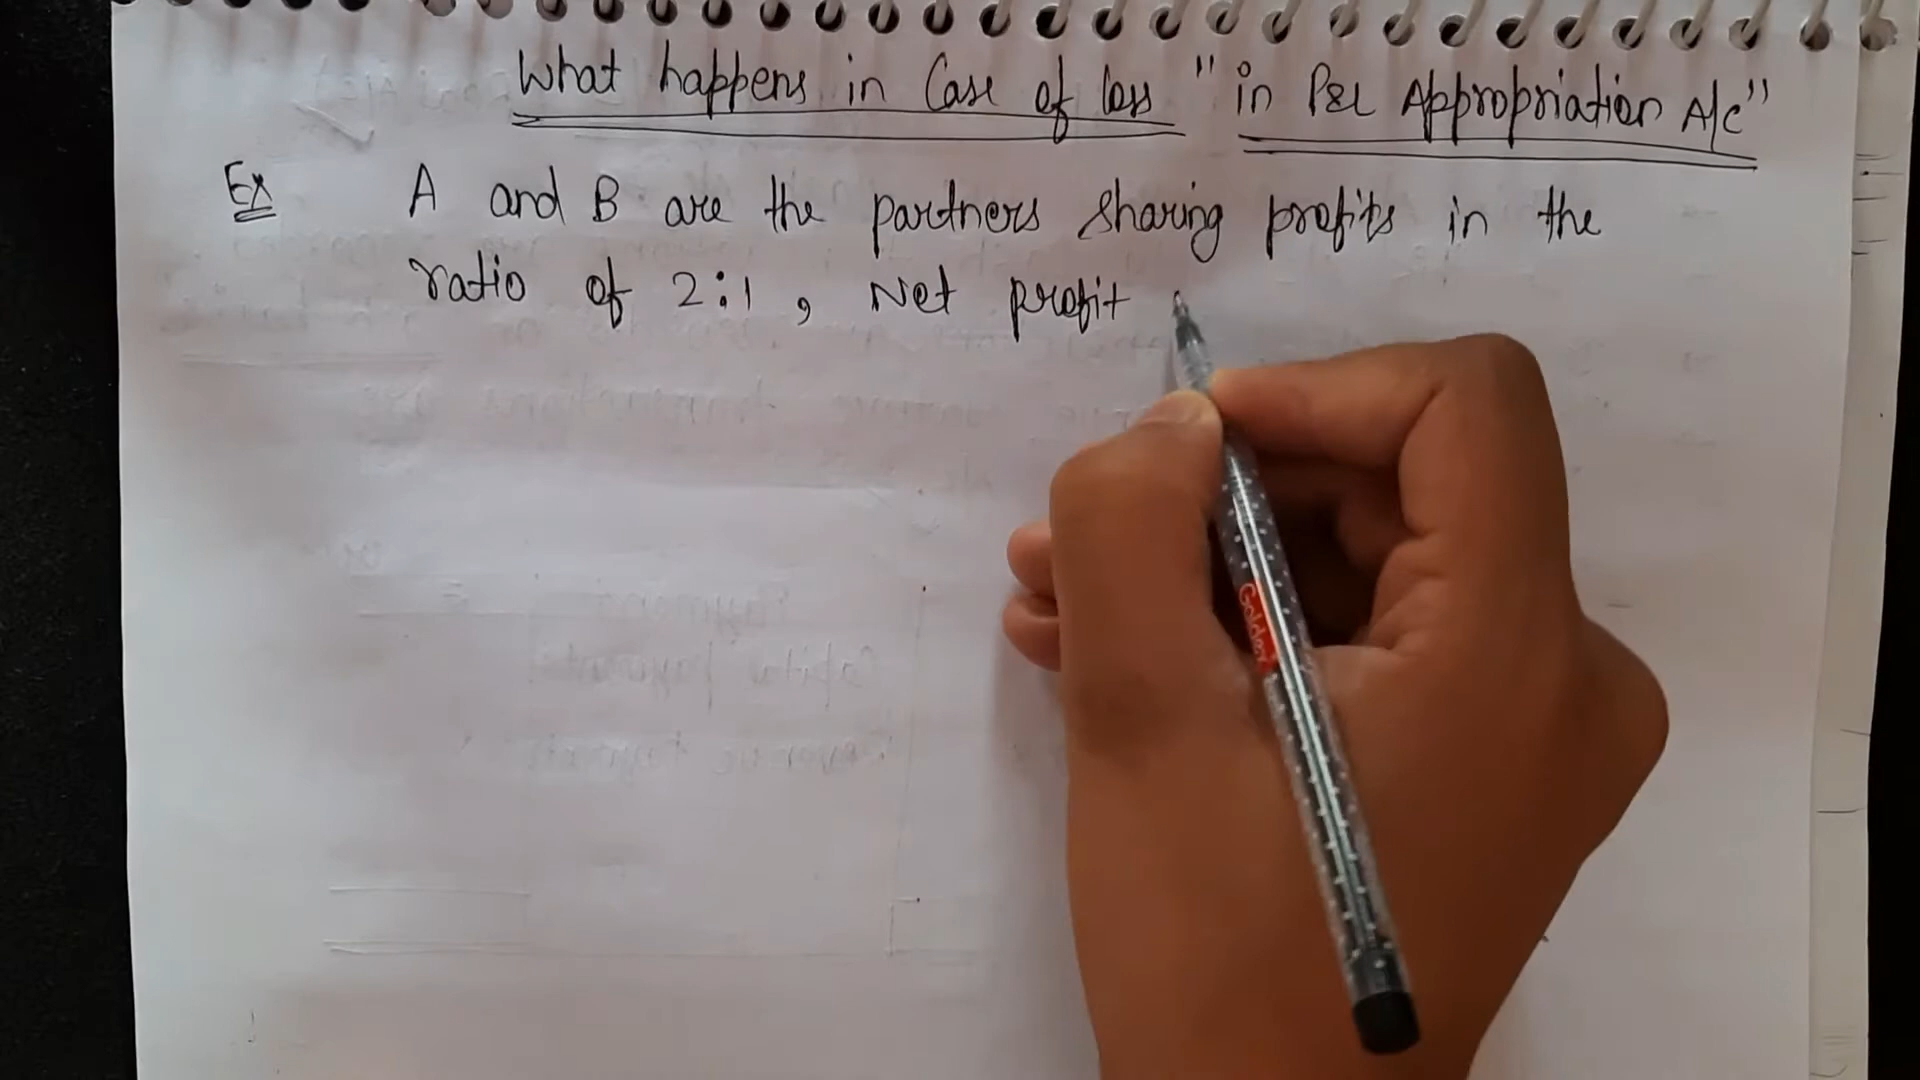 What happens in Case of loss "in P&L Appropriation A/c"
Ex A and B are the partners sharing profits in the
ratio of 2:1, Net profit
Goldex